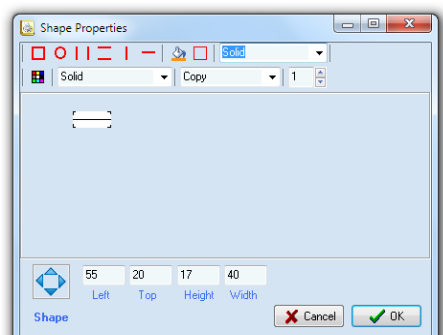 Shape Properties
Solid
Solid Copy 1
55 20 17 40
Left Top Height Width
Shape Cancel OK